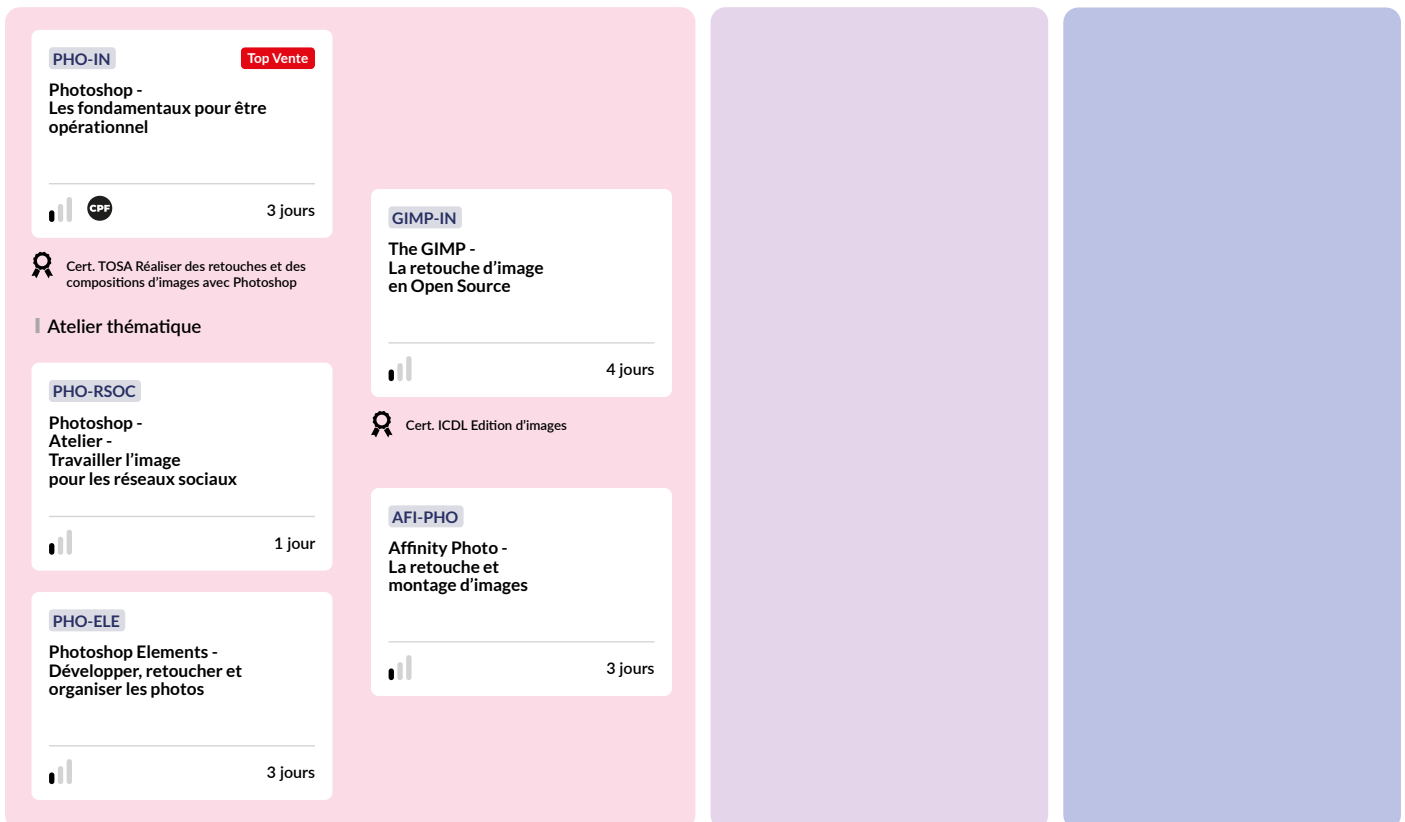 PHO-IN
Top Vente
Photoshop -
Les fondamentaux pour être
opérationnel
CPF
3 jours
Cert. TOSA Réaliser des retouches et des
compositions d’images avec Photoshop
Atelier thématique
PHO-RSOC
Photoshop -
Atelier -
Travailler l’image
pour les réseaux sociaux
1 jour
PHO-ELE
Photoshop Elements -
Développer, retoucher et
organiser les photos
3 jours
GIMP-IN
The GIMP -
La retouche d’image
en Open Source
4 jours
Cert. ICDL Edition d’images
AFI-PHO
Affinity Photo -
La retouche et
montage d’images
3 jours